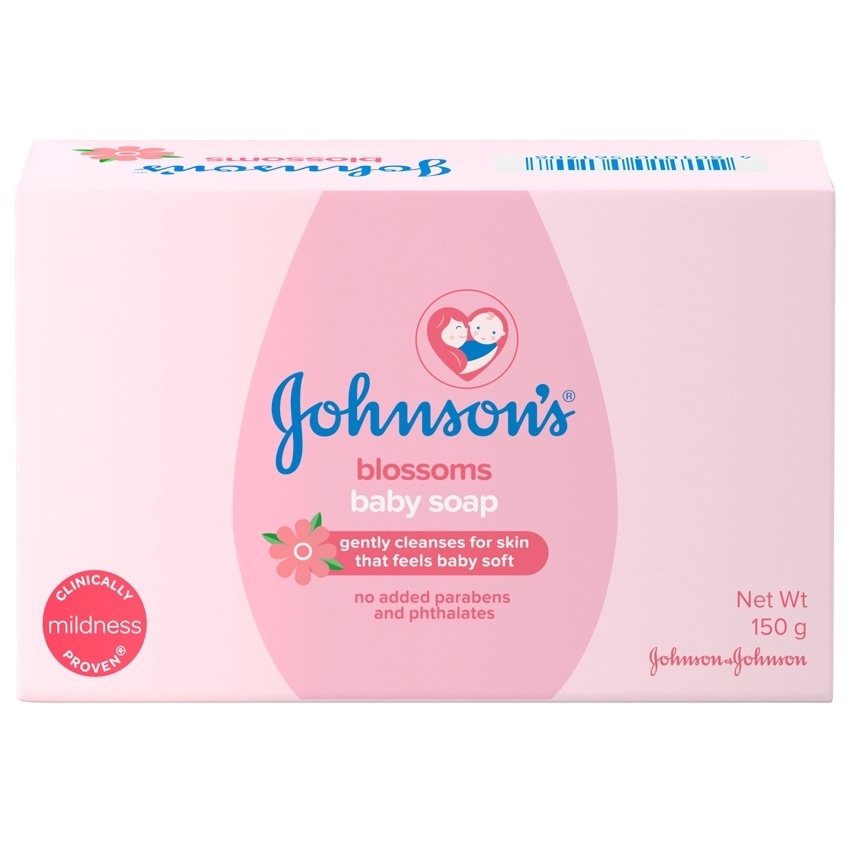 Johnson's
blossoms
Johnson's®
blossoms
baby soap
gently cleanses for skin
that feels baby soft
no added parabens
and phthalates
CLINICALLY
mildness
PROVEN®
Net Wt
150 g
Johnson & Johnson